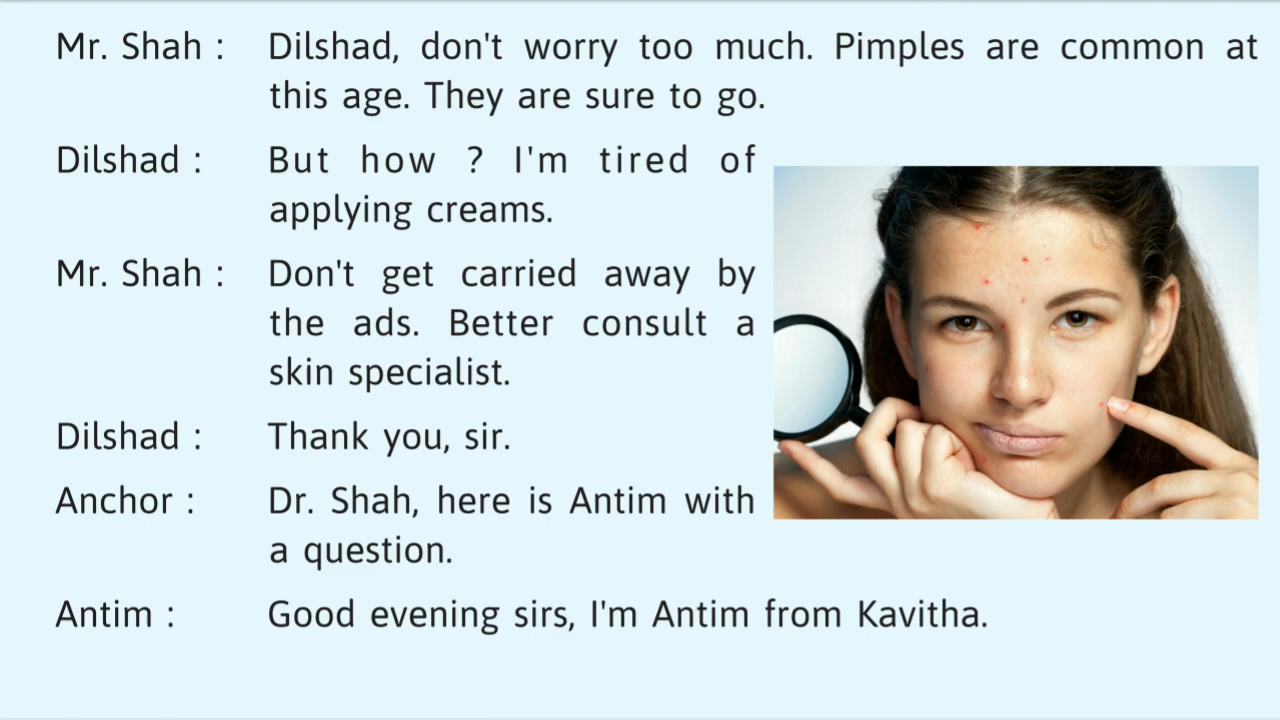 Mr. Shah : Dilshad, don't worry too much. Pimples are common at
this age. They are sure to go.
Dilshad : But how ? I'm tired of
applying creams.
Mr. Shah : Don't get carried away by
the ads. Better consult a
skin specialist.
Dilshad : Thank you, sir.
Anchor : Dr. Shah, here is Antim with
a question.
Antim : Good evening sirs, I'm Antim from Kavitha.